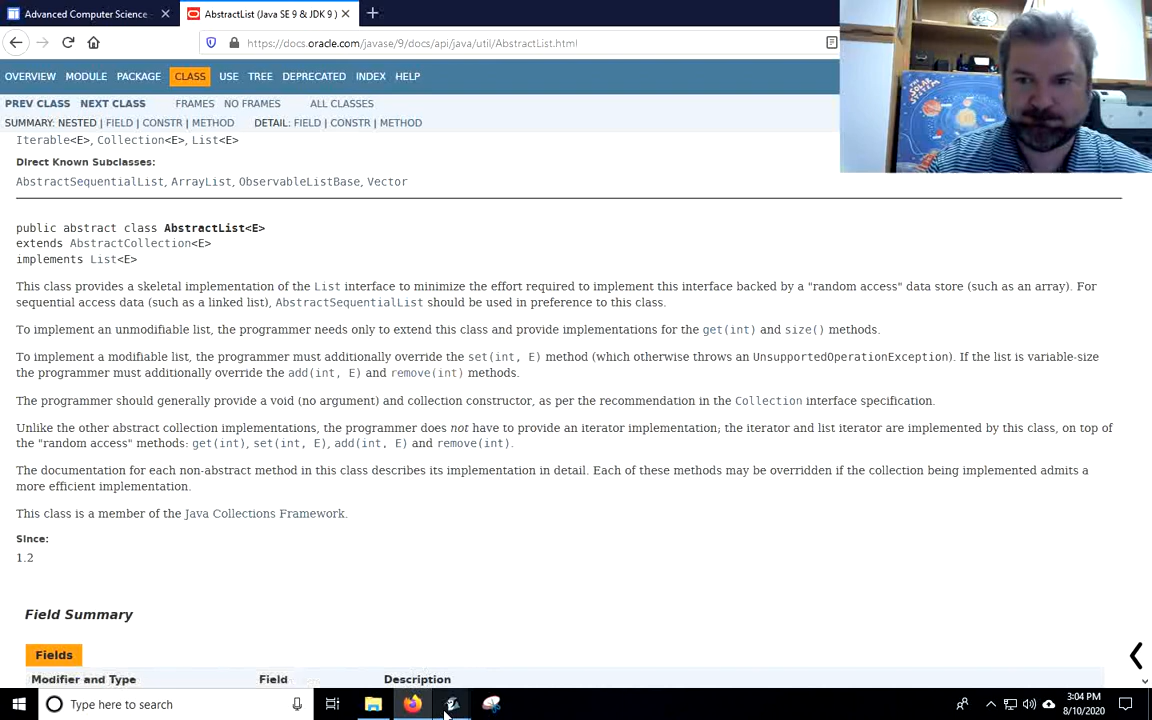 Advanced Computer Science
AbstractList (Java SE 9 & JDK 9 )
https://docs.oracle.com/javase/9/docs/api/java/util/AbstractList.html
OVERVIEW MODULE PACKAGE CLASS USE TREE DEPRECATED INDEX HELP
PREV CLASS NEXT CLASS FRAMES NO FRAMES ALL CLASSES
SUMMARY: NESTED | FIELD | CONSTR | METHOD DETAIL: FIELD | CONSTR | METHOD
Iterable<E>, Collection<E>, List<E>
Direct Known Subclasses:
AbstractSequentialList, ArrayList, ObservableListBase, Vector
public abstract class AbstractList<E>
extends AbstractCollection<E>
implements List<E>
This class provides a skeletal implementation of the List interface to minimize the effort required to implement this interface backed by a "random access" data store (such as an array). For
sequential access data (such as a linked list), AbstractSequentialList should be used in preference to this class.
To implement an unmodifiable list, the programmer needs only to extend this class and provide implementations for the get(int) and size() methods.
To implement a modifiable list, the programmer must additionally override the set(int, E) method (which otherwise throws an UnsupportedOperationException). If the list is variable-size
the programmer must additionally override the add(int, E) and remove(int) methods.
The programmer should generally provide a void (no argument) and collection constructor, as per the recommendation in the Collection interface specification.
Unlike the other abstract collection implementations, the programmer does not have to provide an iterator implementation; the iterator and list iterator are implemented by this class, on top of
the "random access" methods: get(int), set(int, E), add(int, E) and remove(int).
The documentation for each non-abstract method in this class describes its implementation in detail. Each of these methods may be overridden if the collection being implemented admits a
more efficient implementation.
This class is a member of the Java Collections Framework.
Since:
1.2
Field Summary
Fields
Modifier and Type Field Description
Type here to search
3:04 PM
8/10/2020
THE SOLAR SYSTEM